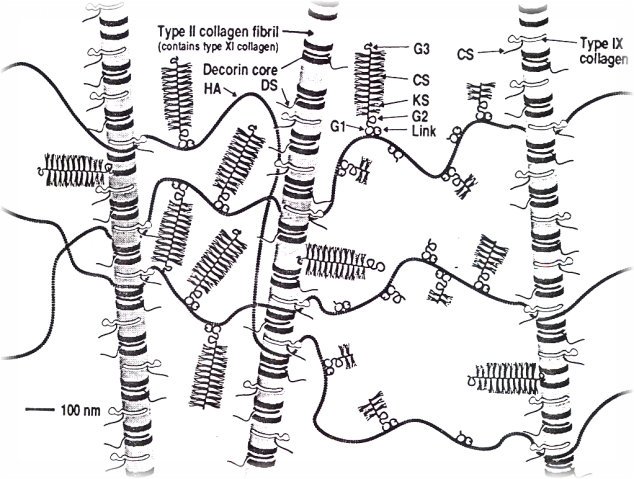 Type II collagen fibril
(contains type XI collagen)
Decorin core
DS
HA
G3
CS
KS
G2
G1
Link
CS
Type IX
collagen
100 nm